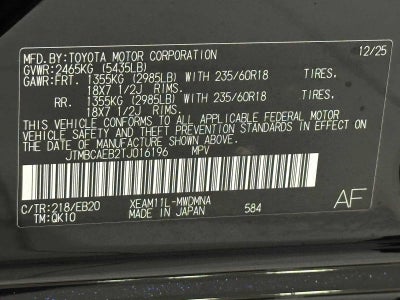 MFD.BY:TOYOTA MOTOR CORPORATION 12/25
GVWR:2465KG (5435LB)
GAWR:FRT. 1355KG (2985LB) WITH 235/60R18 TIRES.
18X7 1/2J RIMS.
RR. 1355KG (2985LB) WITH 235/60R18 TIRES.
18X7 1/2J RIMS.
THIS VEHICLE CONFORMS TO ALL APPLICABLE FEDERAL MOTOR
VEHICLE SAFETY AND BUMPER STANDARDS IN EFFECT ON
THE DATE OF MANUFACTURE SHOWN ABOVE.
JTMBCAEB2TJ016196 MPV
C/TR:218/EB20 XEAM11L-MWDMNA
TM:QK10 MADE IN JAPAN 584 AF